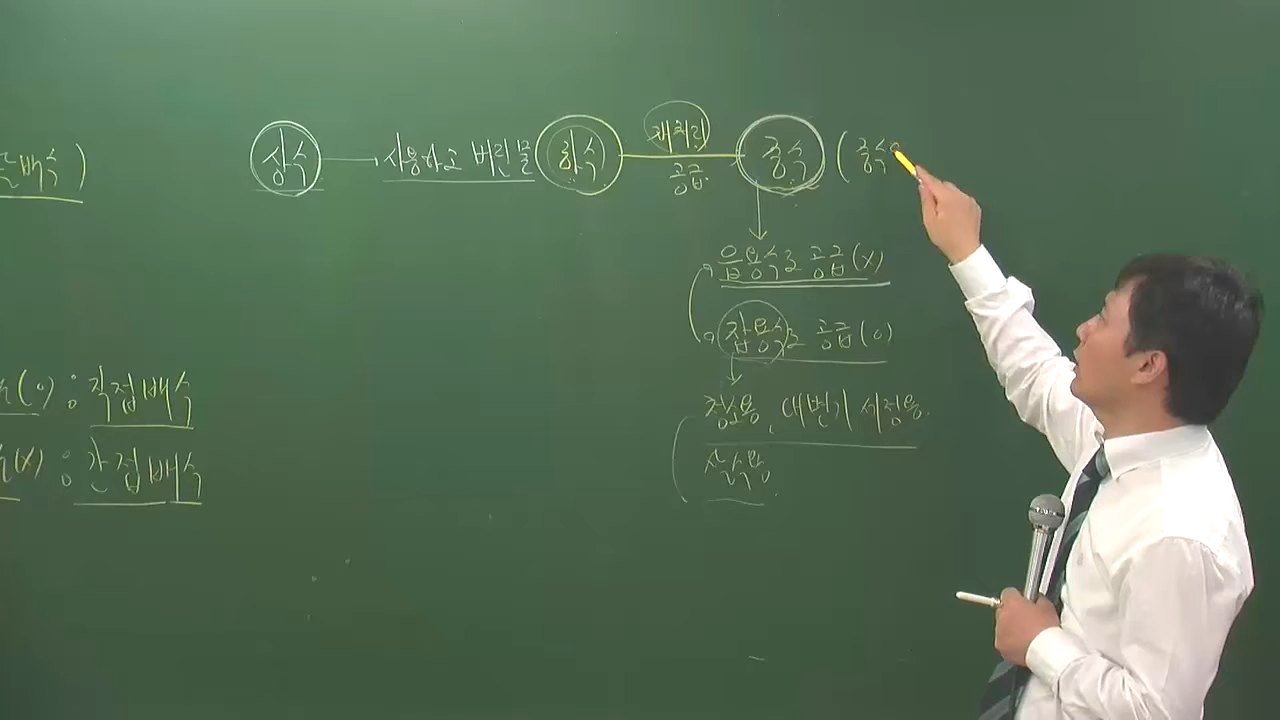 배수)
상수 → 사용하고 버린 물 하수 재처리 공급 중수 (중수
음용수로 공급(X)
잡용수로 공급(O)
청소용, 대변기 세정용.
살수용
(O) : 직접배수
(X) : 간접배수